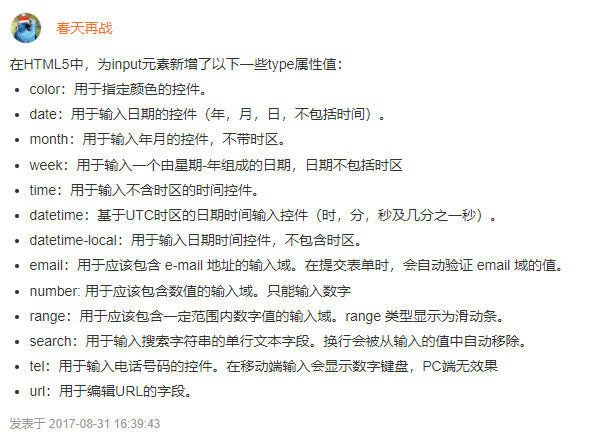 春天再战
在HTML5中，为input元素新增了以下一些type属性值：
• color：用于指定颜色的控件。
• date：用于输入日期的控件（年，月，日，不包括时间）。
• month：用于输入年月的控件，不带时区。
• week：用于输入一个由星期-年组成的日期，日期不包括时区
• time：用于输入不含时区的时间控件。
• datetime：基于UTC时区的日期时间输入控件（时，分，秒及几分之一秒）。
• datetime-local：用于输入日期时间控件，不包含时区。
• email：用于应该包含 e-mail 地址的输入域。在提交表单时，会自动验证 email 域的值。
• number: 用于应该包含数值的输入域。只能输入数字
• range：用于应该包含一定范围内数字值的输入域。range 类型显示为滑动条。
• search：用于输入搜索字符串的单行文本字段。换行会被从输入的值中自动移除。
• tel：用于输入电话号码的控件。在移动端输入会显示数字键盘，PC端无效果
• url：用于编辑URL的字段。
发表于 2017-08-31 16:39:43